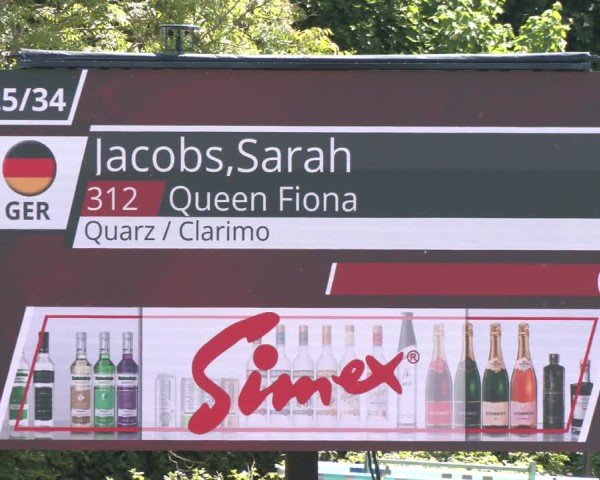 5/34
Jacobs,Sarah
GER
312 Queen Fiona
Quarz / Clarimo
Simex®